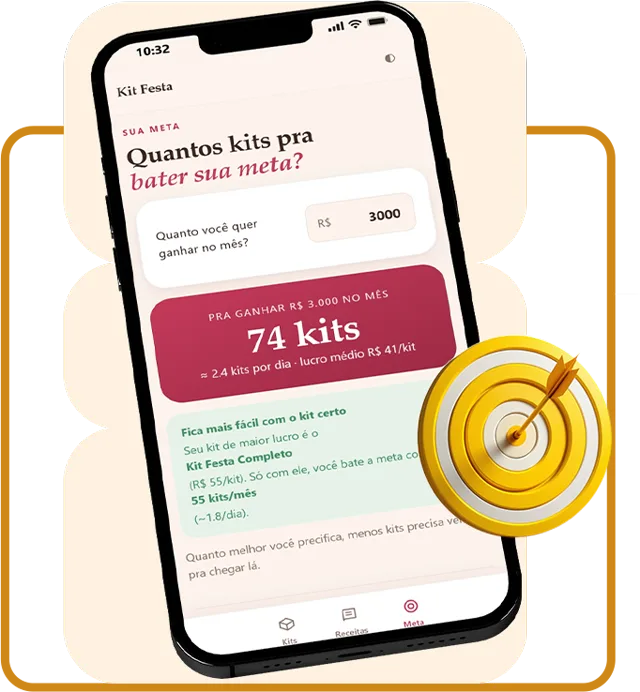 10:32
Kit Festa
SUA META
Quantos kits pra
bater sua meta?
Quanto você quer
ganhar no mês?
R$ 3000
PRA GANHAR R$ 3.000 NO MÊS
74 kits
≈ 2.4 kits por dia · lucro médio R$ 41/kit
Fica mais fácil com o kit certo
Seu kit de maior lucro é o
Kit Festa Completo
(R$ 55/kit). Só com ele, você bate a meta
55 kits/mês
(~1.8/dia).
Quanto melhor você precifica, menos kits precisa
pra chegar lá.
Kits
Receitas
Meta